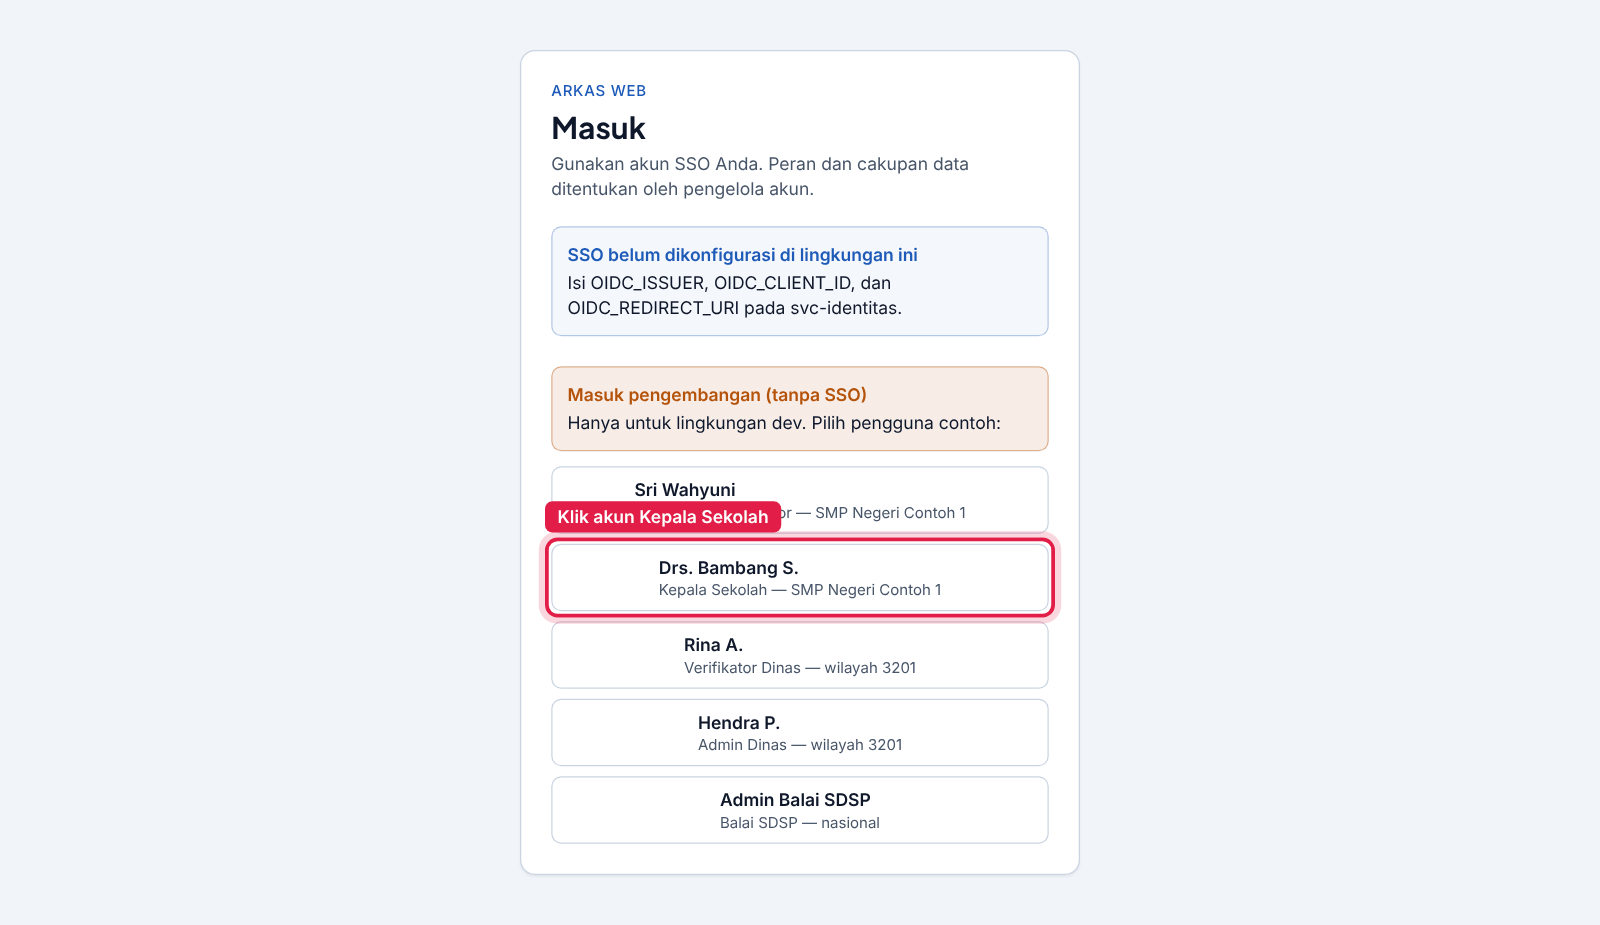 ARKAS WEB
Masuk
Gunakan akun SSO Anda. Peran dan cakupan data
ditentukan oleh pengelola akun.
SSO belum dikonfigurasi di lingkungan ini
Isi OIDC_ISSUER, OIDC_CLIENT_ID, dan
OIDC_REDIRECT_URI pada svc-identitas.
Masuk pengembangan (tanpa SSO)
Hanya untuk lingkungan dev. Pilih pengguna contoh:
Sri Wahyuni
— SMP Negeri Contoh 1
Klik akun Kepala Sekolah
Drs. Bambang S.
Kepala Sekolah — SMP Negeri Contoh 1
Rina A.
Verifikator Dinas — wilayah 3201
Hendra P.
Admin Dinas — wilayah 3201
Admin Balai SDSP
Balai SDSP — nasional